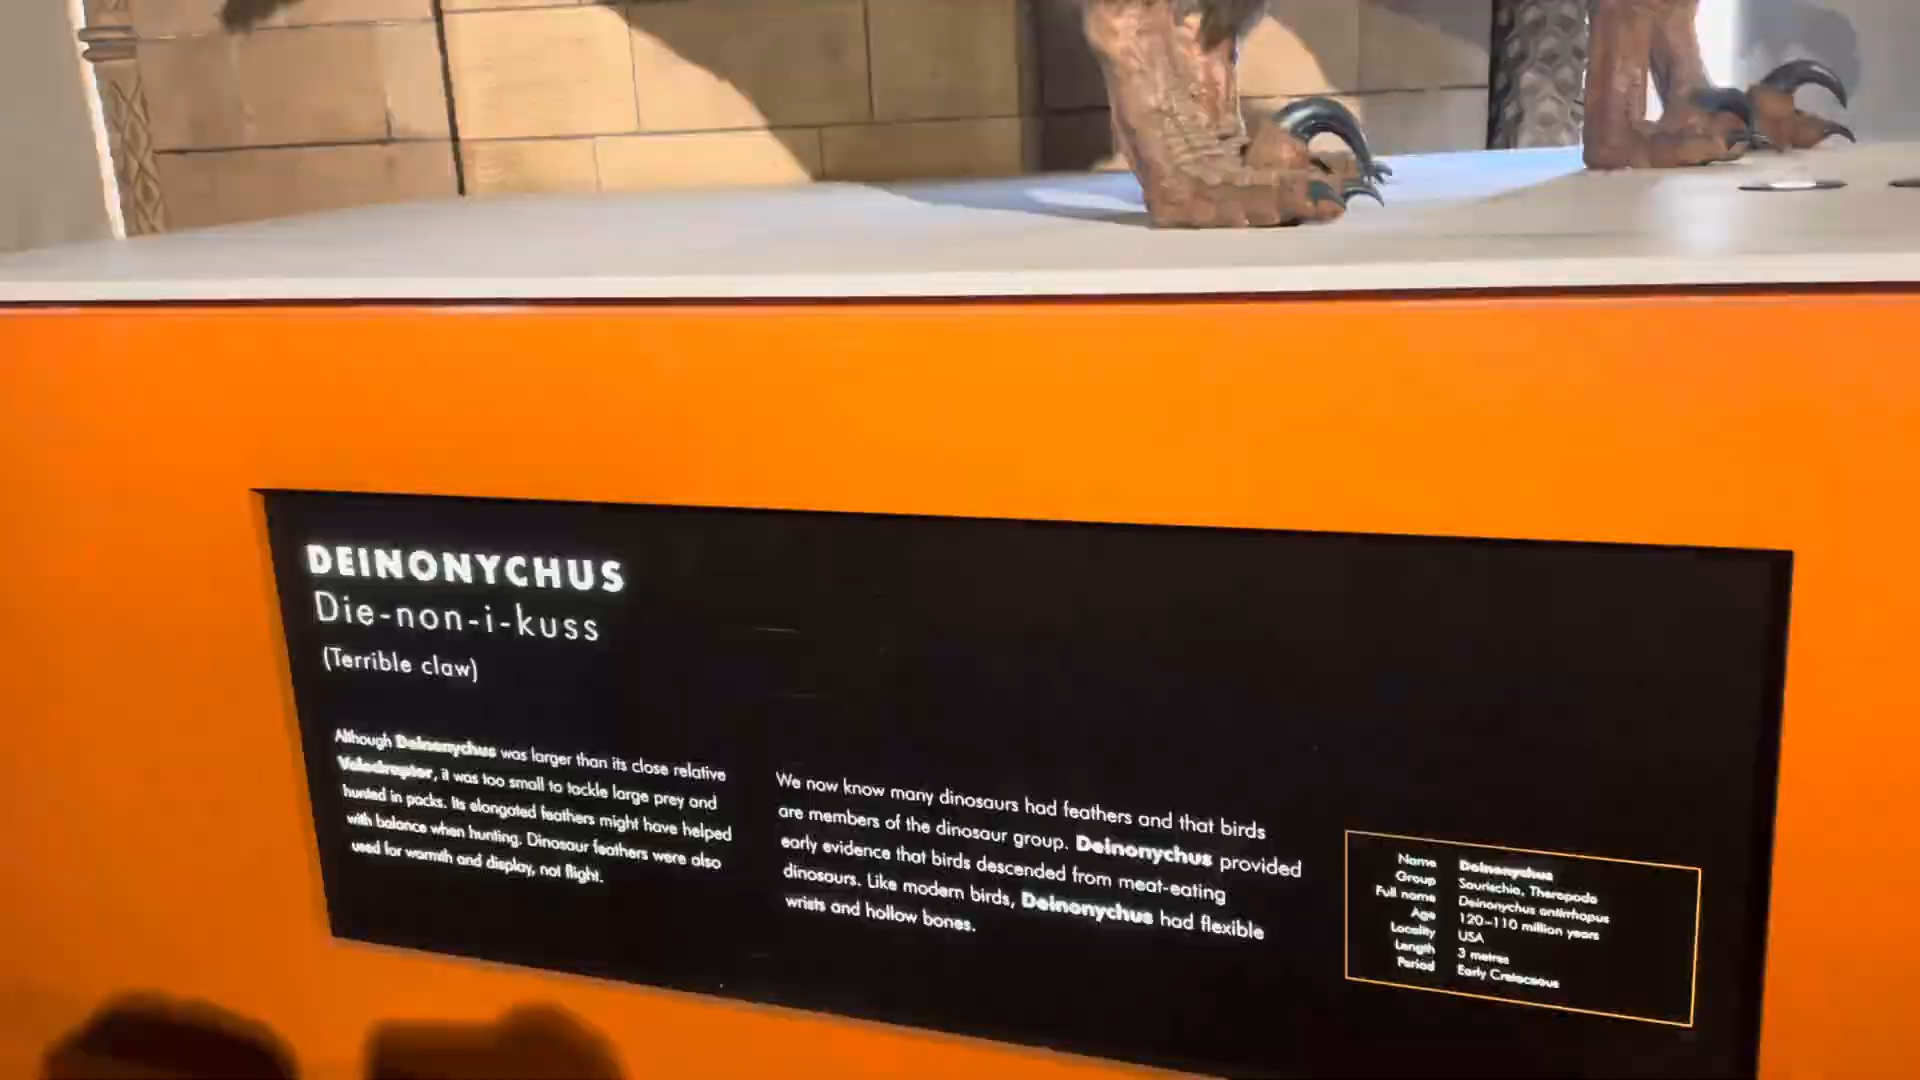 DEINONYCHUS
Die-non-i-kuss
(Terrible claw)
Although Deinonychus was larger than its close relative
Velociraptor, it was too small to tackle large prey and
hunted in packs. Its elongated feathers might have helped
with balance when hunting. Dinosaur feathers were also
used for warmth and display, not flight.
We now know many dinosaurs had feathers and that birds
are members of the dinosaur group. Deinonychus provided
early evidence that birds descended from meat-eating
dinosaurs. Like modern birds, Deinonychus had flexible
wrists and hollow bones.
Name Deinonychus
Group Saurischia, Theropoda
Full name Deinonychus antirrhopus
Age 120–110 million years
Locality USA
Length 3 metres
Period Early Cretaceous